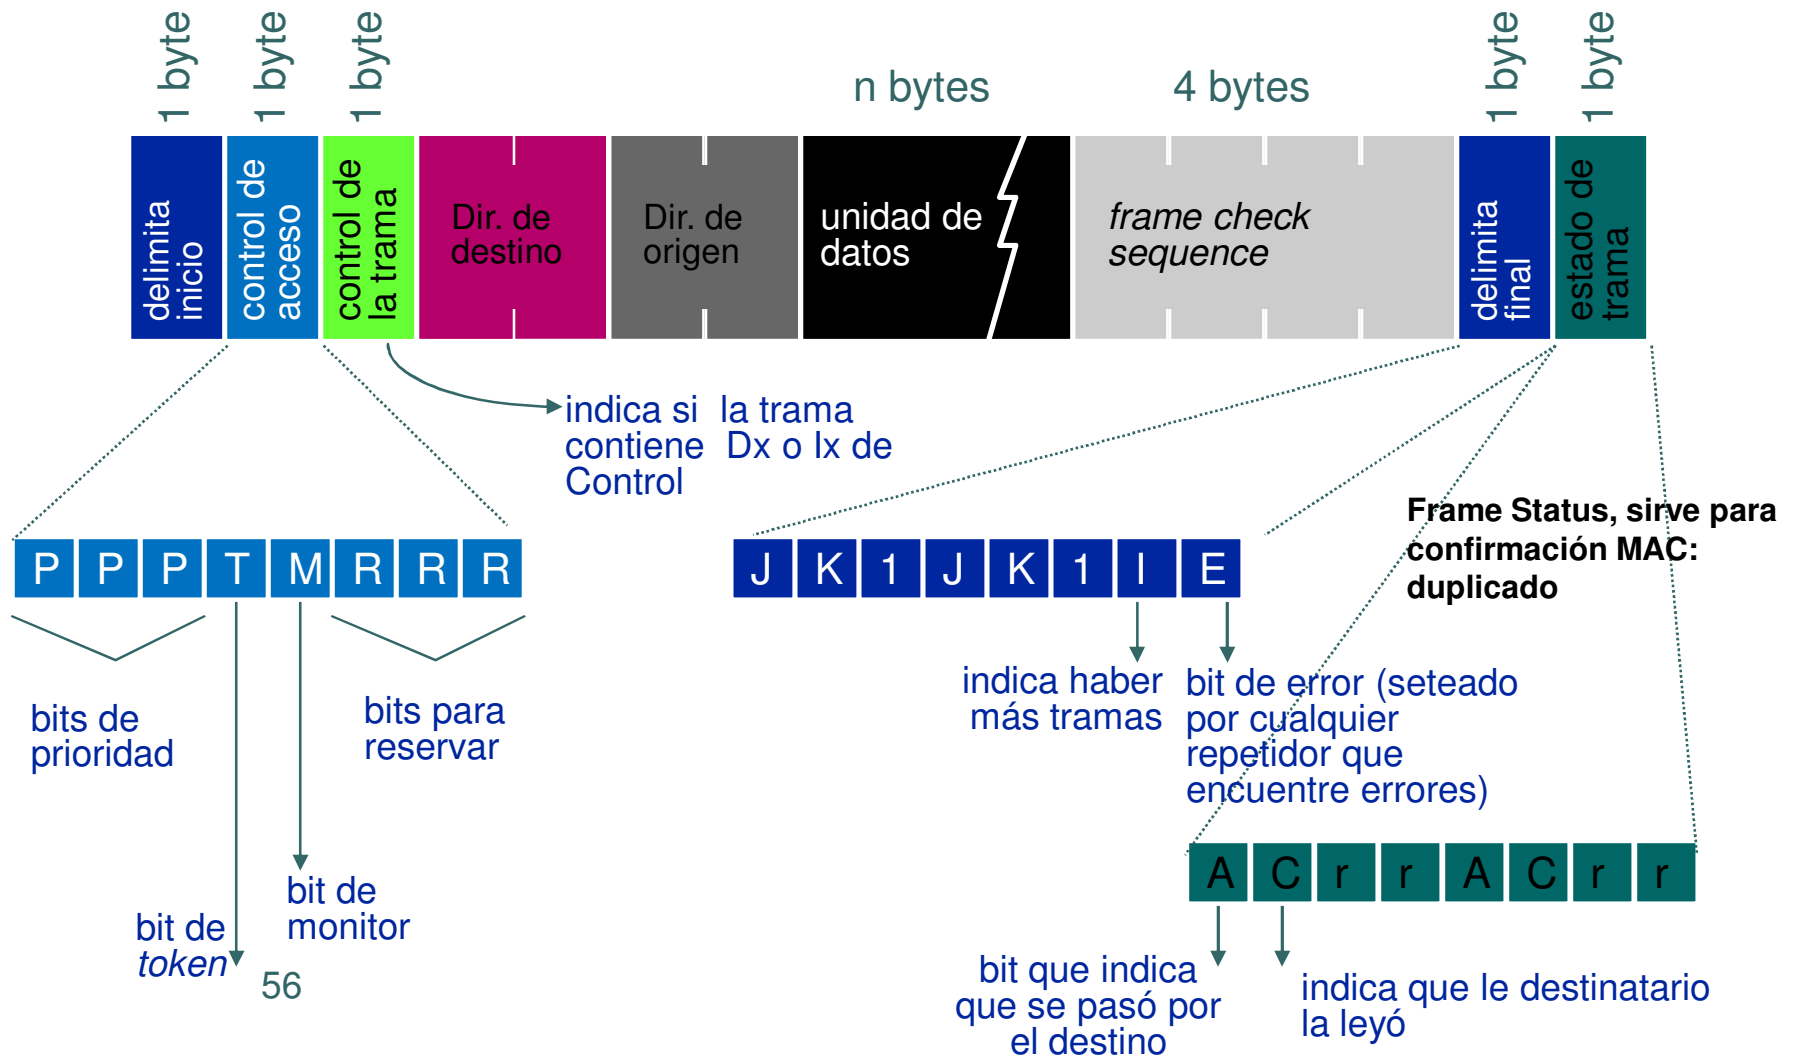 1 byte
1 byte
1 byte
n bytes
4 bytes
1 byte
1 byte
delimita
inicio
control de
acceso
control de
la trama
Dir. de
destino
Dir. de
origen
unidad de
datos
frame check
sequence
delimita
final
estado de
trama
indica si  la trama
contiene  Dx o Ix de
Control
Frame Status, sirve para
confirmación MAC:
duplicado
P P P T M R R R
J K 1 J K 1 I E
bits de
prioridad
bits para
reservar
indica haber
más tramas
bit de error (seteado
por cualquier
repetidor que
encuentre errores)
bit de
monitor
bit de
token
56
A C r r A C r r
bit que indica
que se pasó por
el destino
indica que le destinatario
la leyó